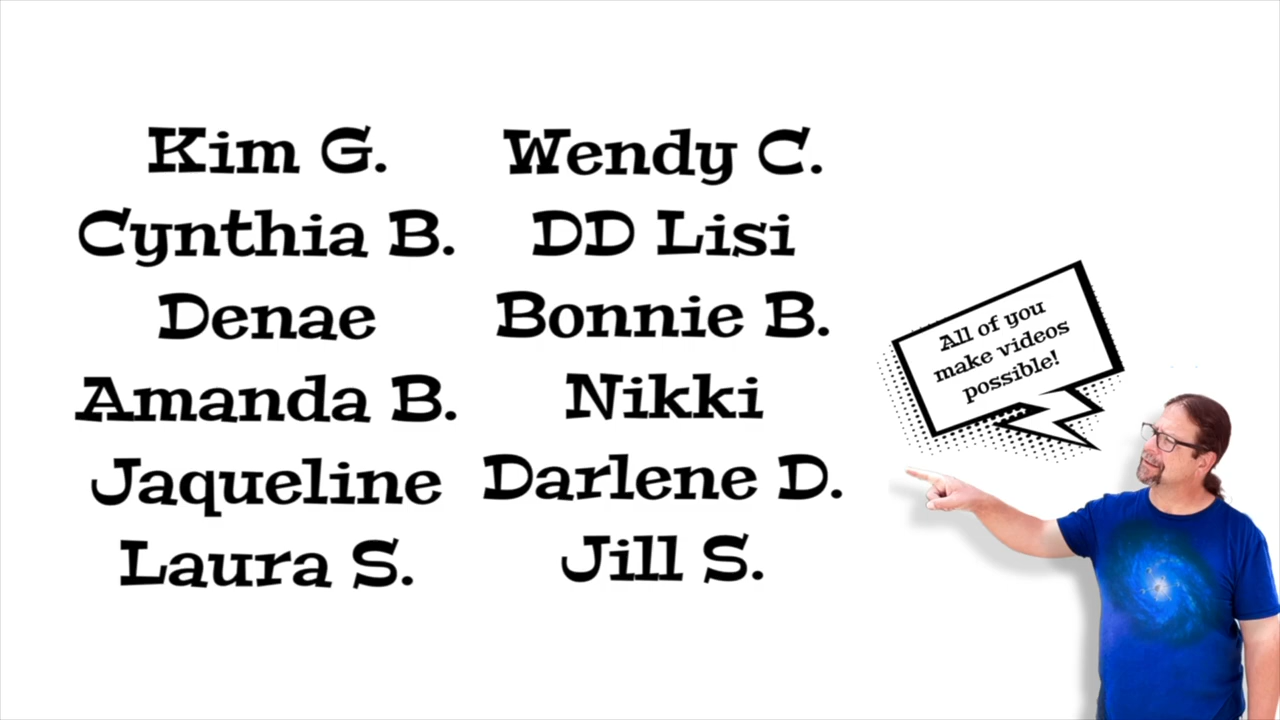 Kim G.
Cynthia B.
Denae
Amanda B.
Jaqueline
Laura S.
Wendy C.
DD Lisi
Bonnie B.
Nikki
Darlene D.
Jill S.
All of you
make videos
possible!